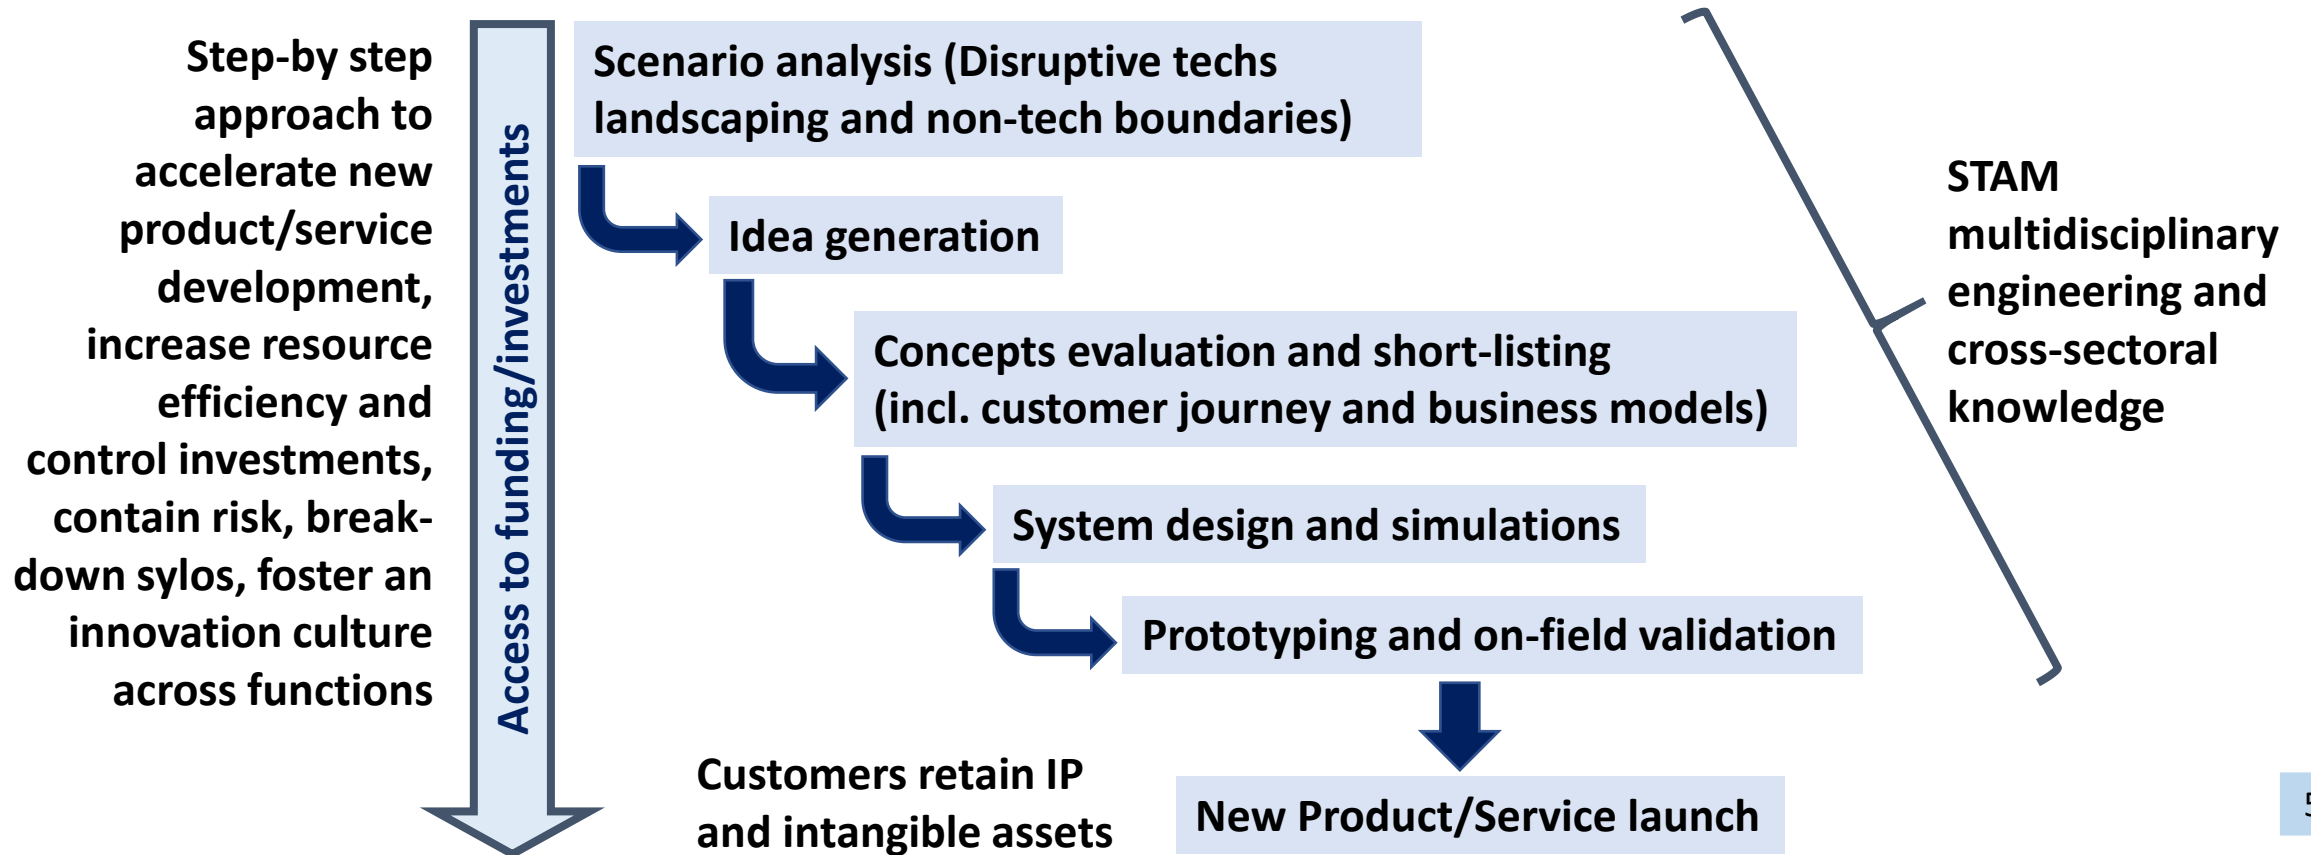 Step-by step
approach to
accelerate new
product/service
development,
increase resource
efficiency and
control investments,
contain risk, break-
down sylos, foster an
innovation culture
across functions
Access to funding/investments
Scenario analysis (Disruptive techs
landscaping and non-tech boundaries)
Idea generation
Concepts evaluation and short-listing
(incl. customer journey and business models)
System design and simulations
Prototyping and on-field validation
New Product/Service launch
Customers retain IP
and intangible assets
STAM
multidisciplinary
engineering and
cross-sectoral
knowledge